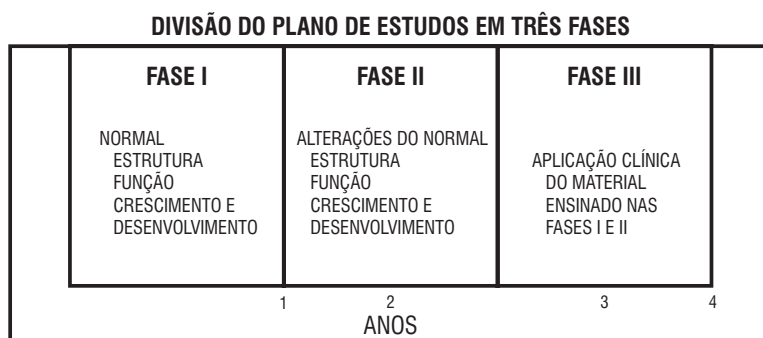 DIVISÃO DO PLANO DE ESTUDOS EM TRÊS FASES
FASE I
NORMAL
ESTRUTURA
FUNÇÃO
CRESCIMENTO E
DESENVOLVIMENTO
FASE II
ALTERAÇÕES DO NORMAL
ESTRUTURA
FUNÇÃO
CRESCIMENTO E
DESENVOLVIMENTO
FASE III
APLICAÇÃO CLÍNICA
DO MATERIAL
ENSINADO NAS
FASES I E II
1 2 3 4
ANOS